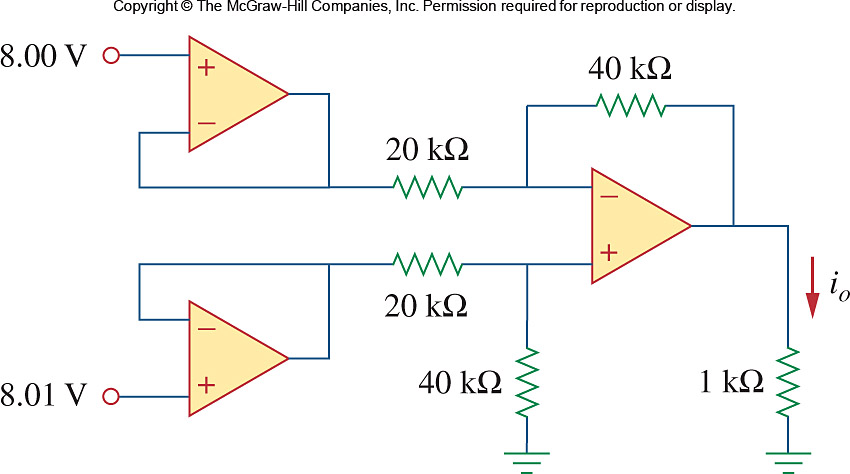 Copyright © The McGraw-Hill Companies, Inc. Permission required for reproduction or display.
8.00 V
+
−
40 kΩ
20 kΩ
−
+
20 kΩ
−
+
8.01 V
40 kΩ
1 kΩ
io